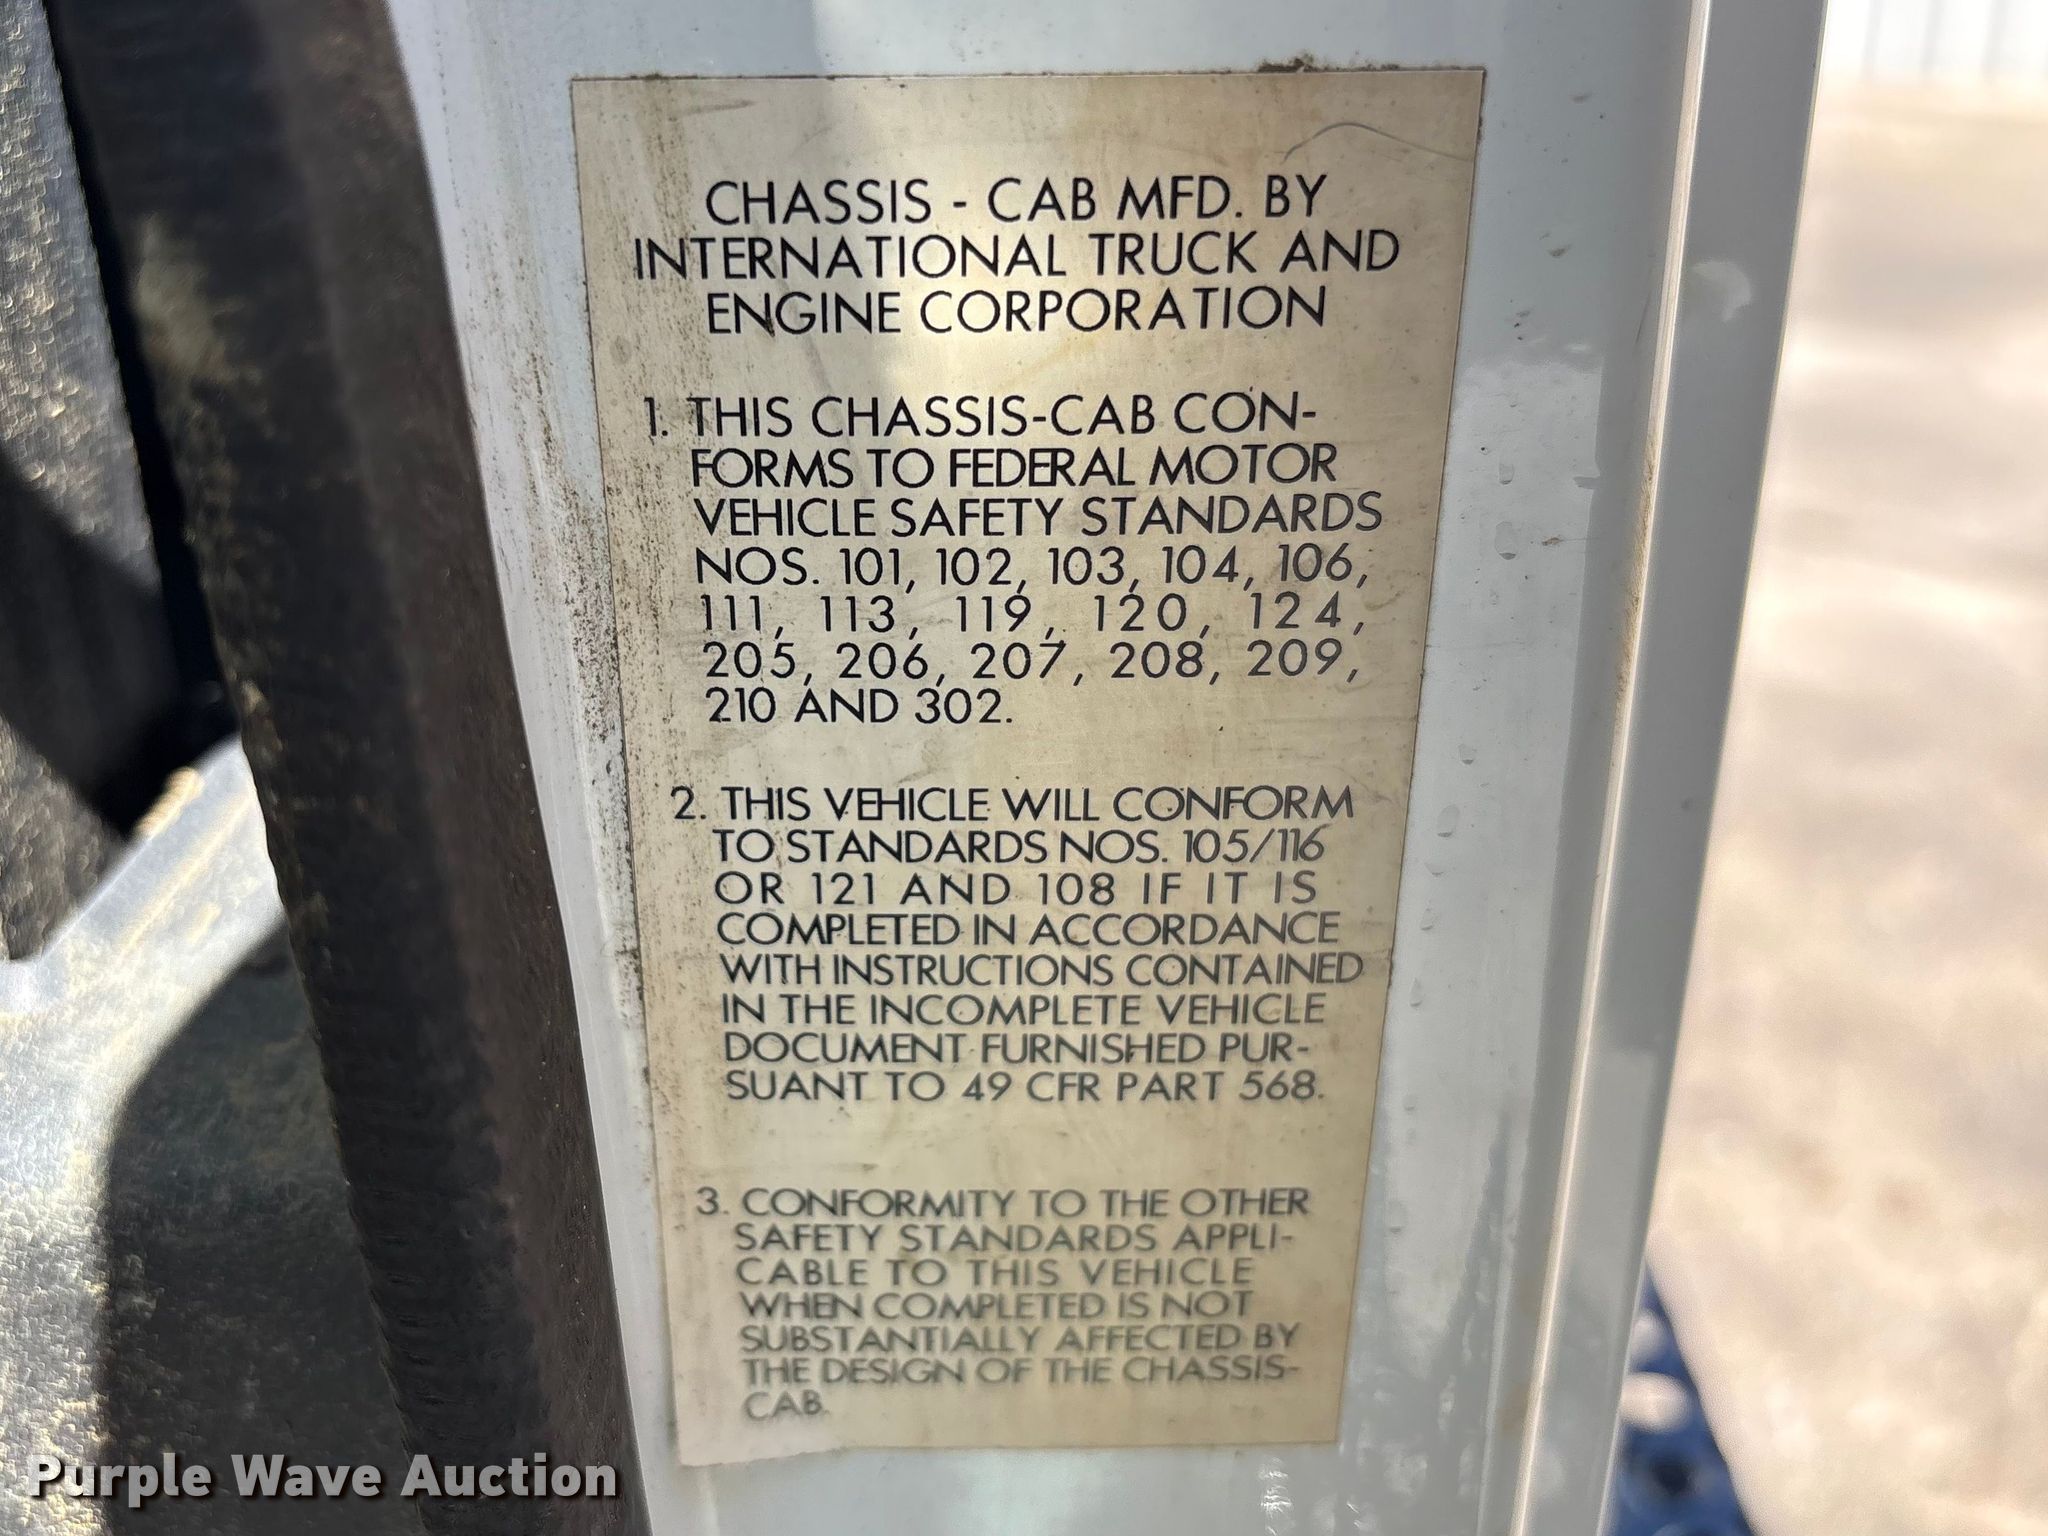 CHASSIS - CAB MFD. BY
INTERNATIONAL TRUCK AND
ENGINE CORPORATION
1. THIS CHASSIS-CAB CON-
FORMS TO FEDERAL MOTOR
VEHICLE SAFETY STANDARDS
NOS. 101, 102, 103, 104, 106,
111, 113, 119, 120, 124,
205, 206, 207, 208, 209,
210 AND 302.
2. THIS VEHICLE WILL CONFORM
TO STANDARDS NOS. 105/116
OR 121 AND 108 IF IT IS
COMPLETED IN ACCORDANCE
WITH INSTRUCTIONS CONTAINED
IN THE INCOMPLETE VEHICLE
DOCUMENT FURNISHED PUR-
SUANT TO 49 CFR PART 568.
3. CONFORMITY TO THE OTHER
SAFETY STANDARDS APPLI-
CABLE TO THIS VEHICLE
WHEN COMPLETED IS NOT
SUBSTANTIALLY AFFECTED BY
THE DESIGN OF THE CHASSIS-
CAB.
Purple Wave Auction